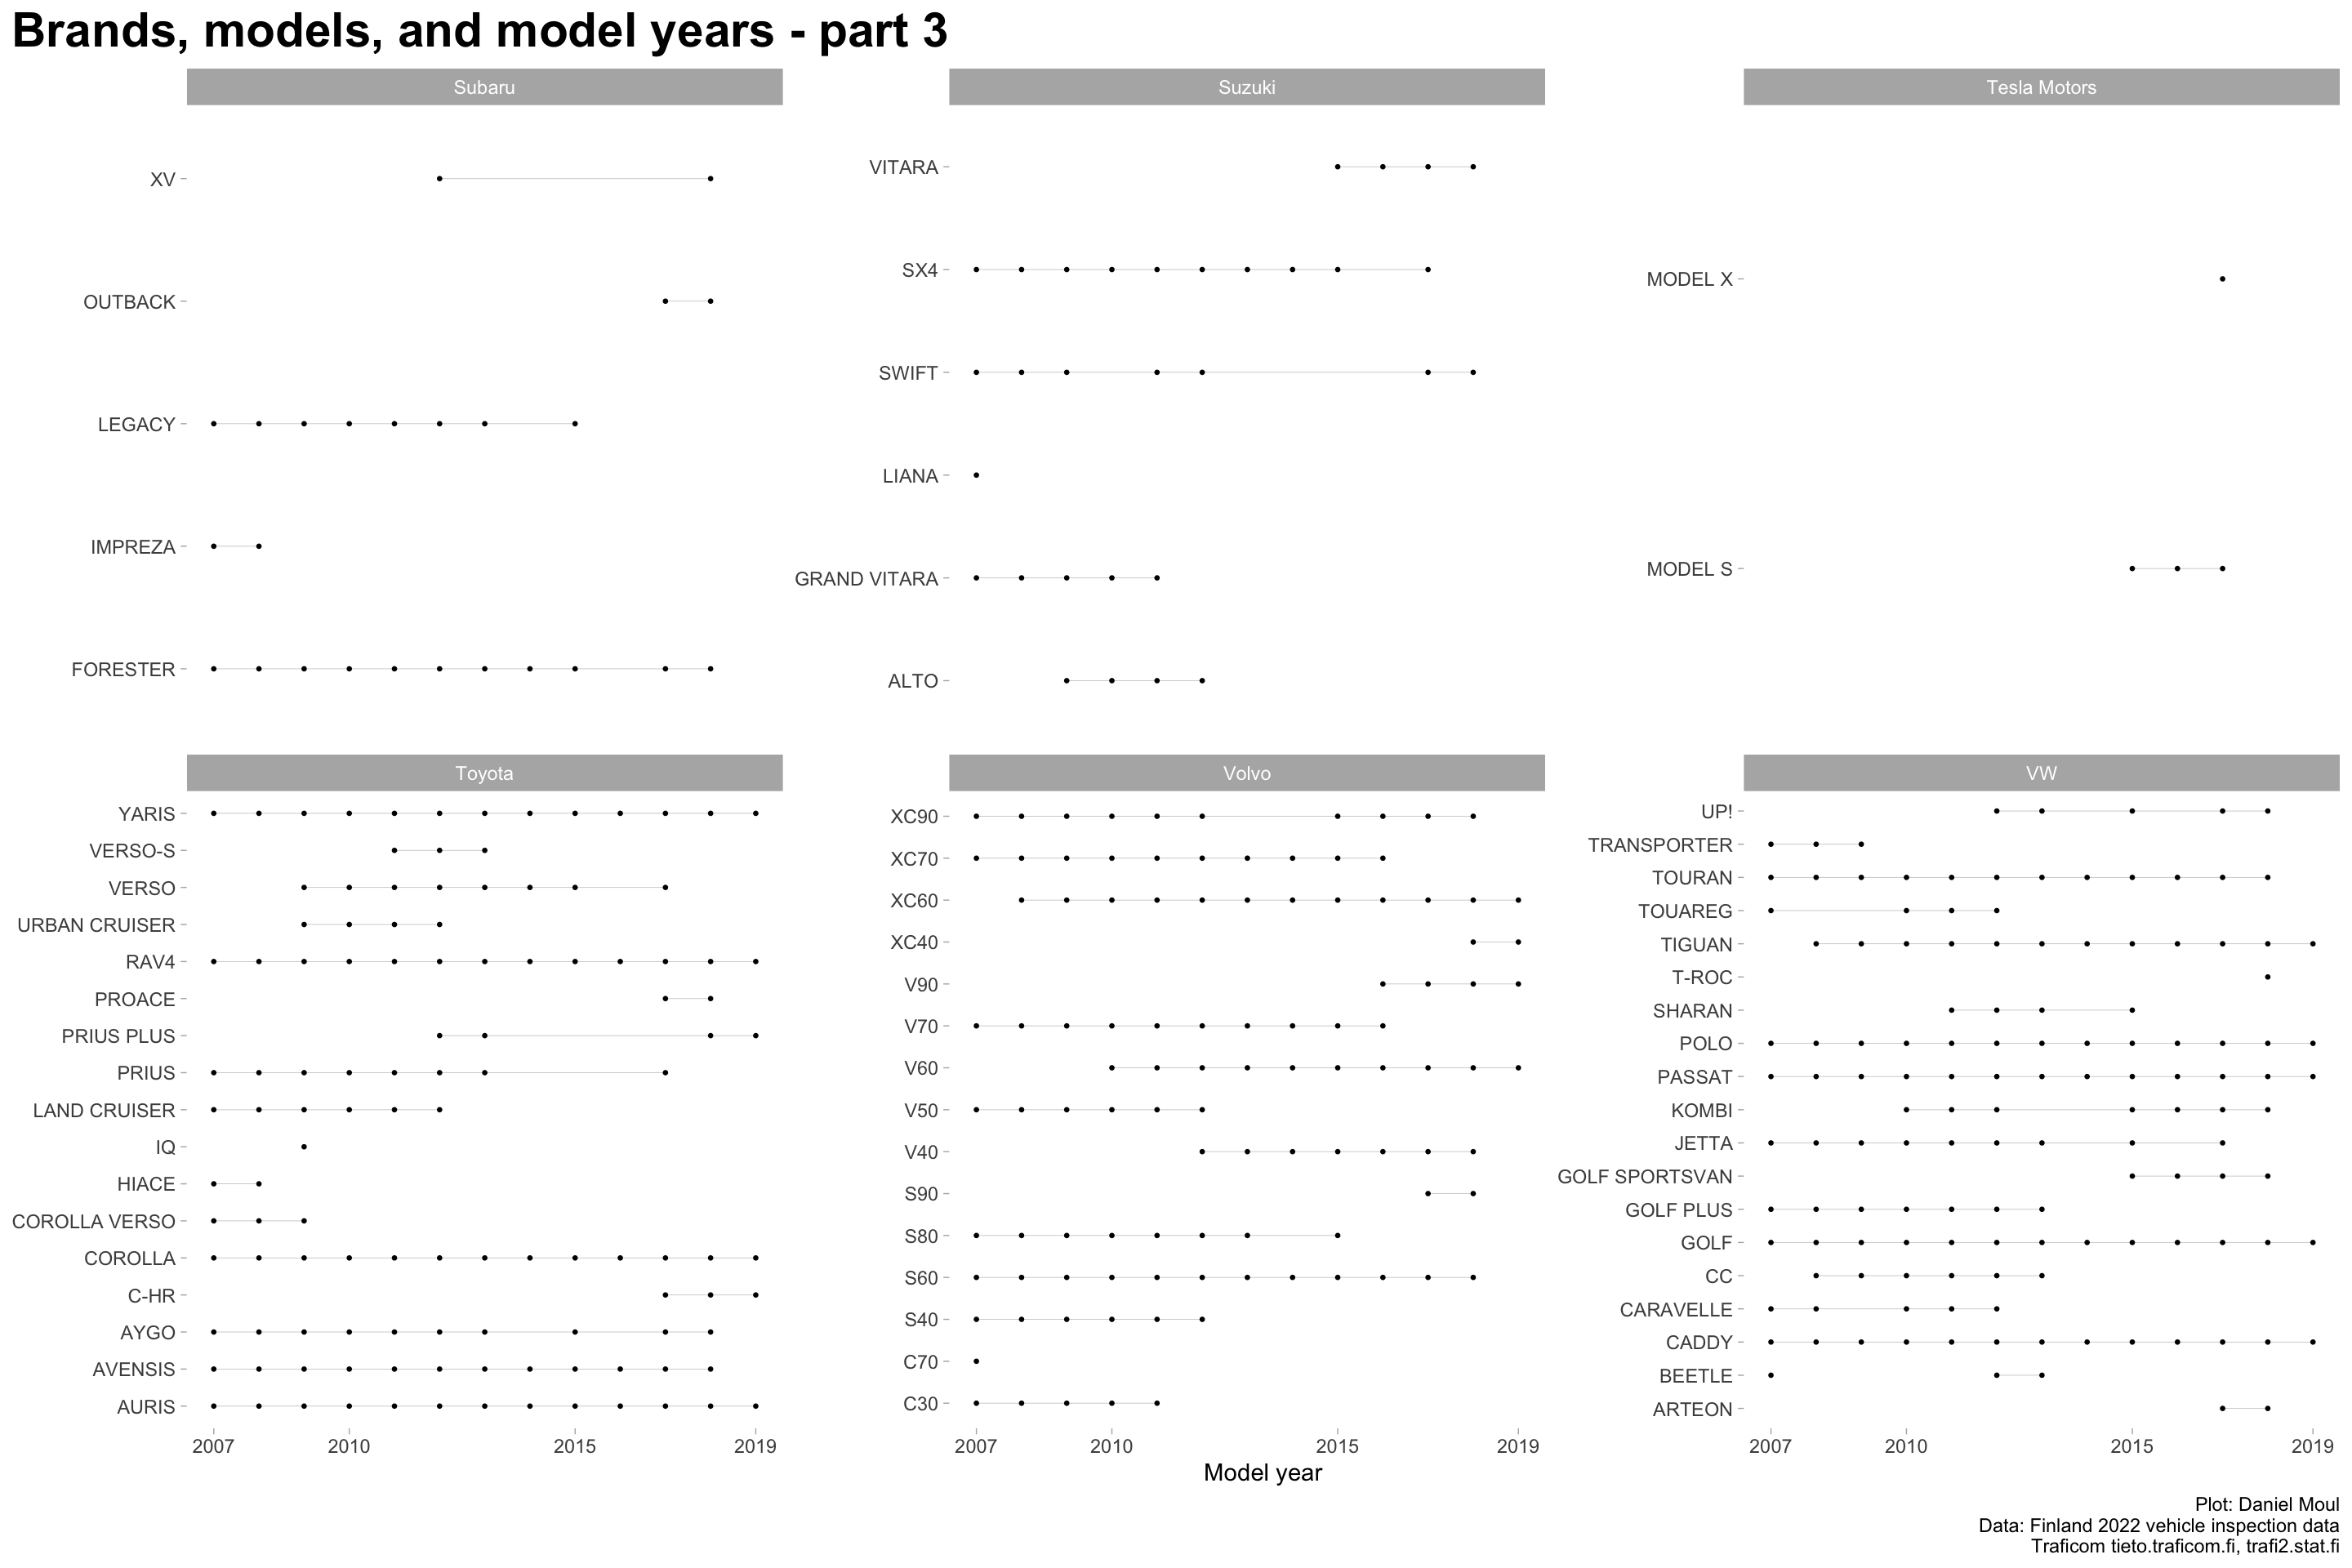 Brands, models, and model years - part 3
Subaru
XV
OUTBACK
LEGACY
IMPREZA
FORESTER
Suzuki
VITARA
SX4
SWIFT
LIANA
GRAND VITARA
ALTO
Tesla Motors
MODEL X
MODEL S
Toyota
YARIS
VERSO-S
VERSO
URBAN CRUISER
RAV4
PROACE
PRIUS PLUS
PRIUS
LAND CRUISER
IQ
HIACE
COROLLA VERSO
COROLLA
C-HR
AYGO
AVENSIS
AURIS
2007 2010 2015 2019
Volvo
XC90
XC70
XC60
XC40
V90
V70
V60
V50
V40
S90
S80
S60
S40
C70
C30
2007 2010 2015 2019
VW
UP!
TRANSPORTER
TOURAN
TOUAREG
TIGUAN
T-ROC
SHARAN
POLO
PASSAT
KOMBI
JETTA
GOLF SPORTSVAN
GOLF PLUS
GOLF
CC
CARAVELLE
CADDY
BEETLE
ARTEON
2007 2010 2015 2019
Model year
Plot: Daniel Moul
Data: Finland 2022 vehicle inspection data
Traficom tieto.traficom.fi, trafi2.stat.fi